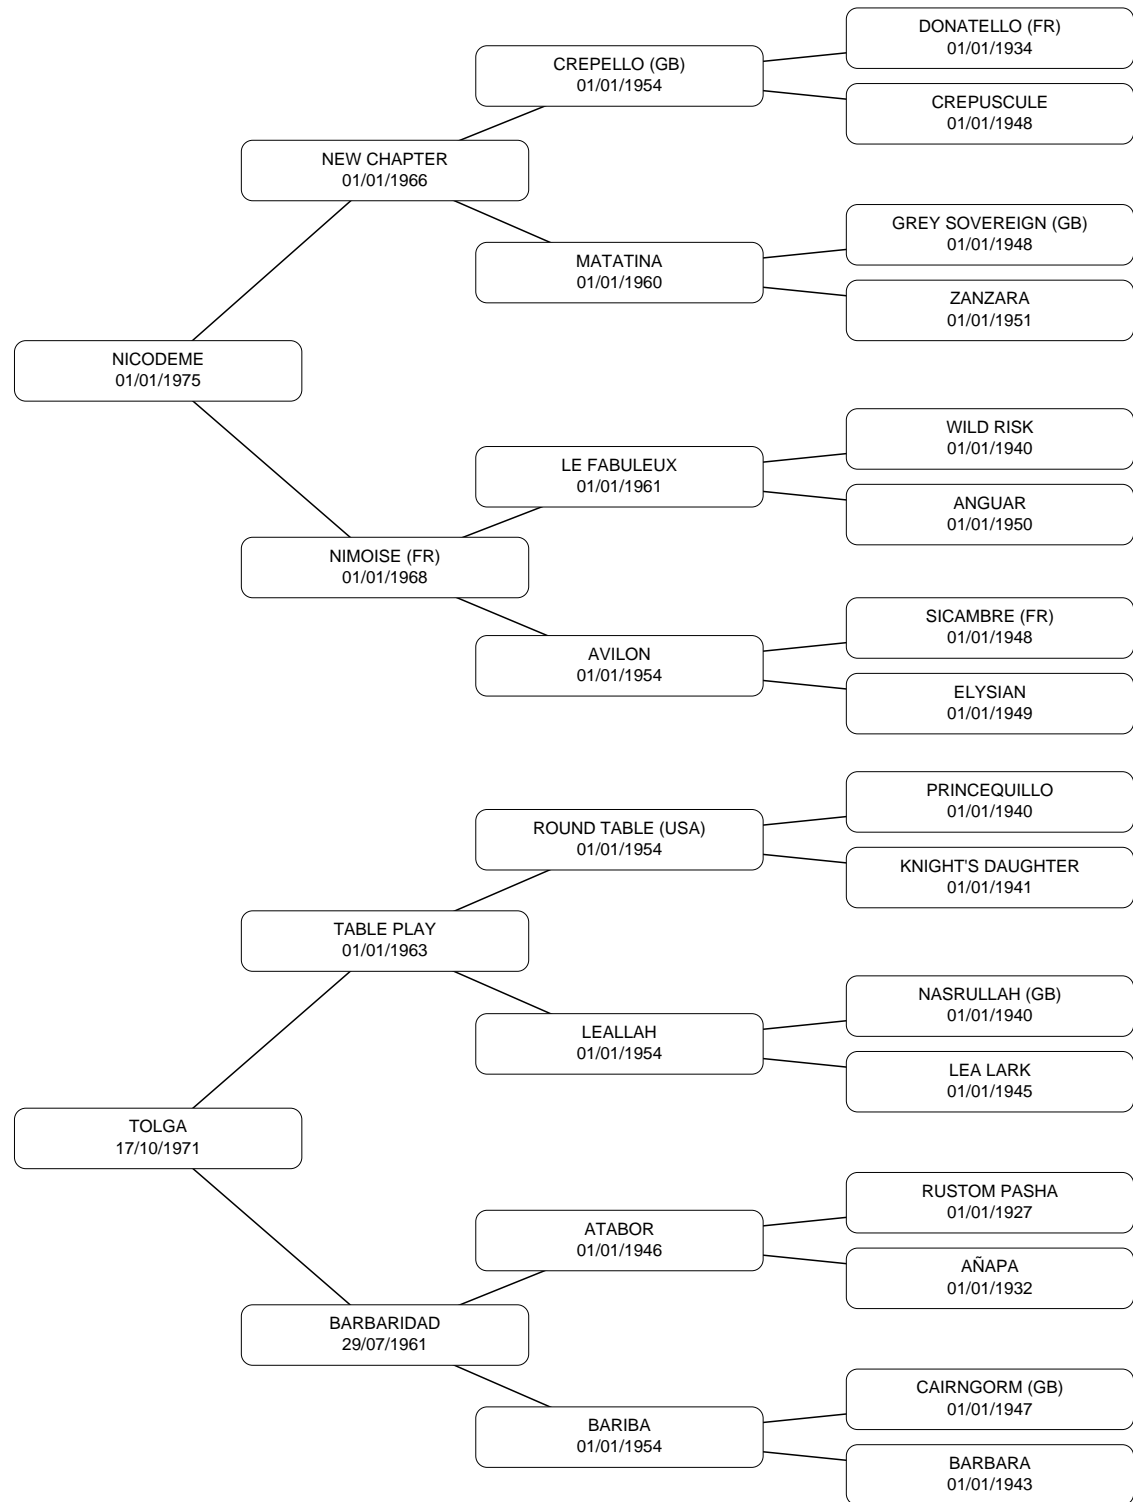 DONATELLO (FR)
01/01/1934
CREPELLO (GB)
01/01/1954
CREPUSCULE
01/01/1948
NEW CHAPTER
01/01/1966
GREY SOVEREIGN (GB)
01/01/1948
MATATINA
01/01/1960
ZANZARA
01/01/1951
NICODEME
01/01/1975
WILD RISK
01/01/1940
LE FABULEUX
01/01/1961
ANGUAR
01/01/1950
NIMOISE (FR)
01/01/1968
SICAMBRE (FR)
01/01/1948
AVILON
01/01/1954
ELYSIAN
01/01/1949
PRINCEQUILLO
01/01/1940
ROUND TABLE (USA)
01/01/1954
KNIGHT'S DAUGHTER
01/01/1941
TABLE PLAY
01/01/1963
NASRULLAH (GB)
01/01/1940
LEALLAH
01/01/1954
LEA LARK
01/01/1945
TOLGA
17/10/1971
RUSTOM PASHA
01/01/1927
ATABOR
01/01/1946
AÑAPA
01/01/1932
BARBARIDAD
29/07/1961
CAIRNGORM (GB)
01/01/1947
BARIBA
01/01/1954
BARBARA
01/01/1943